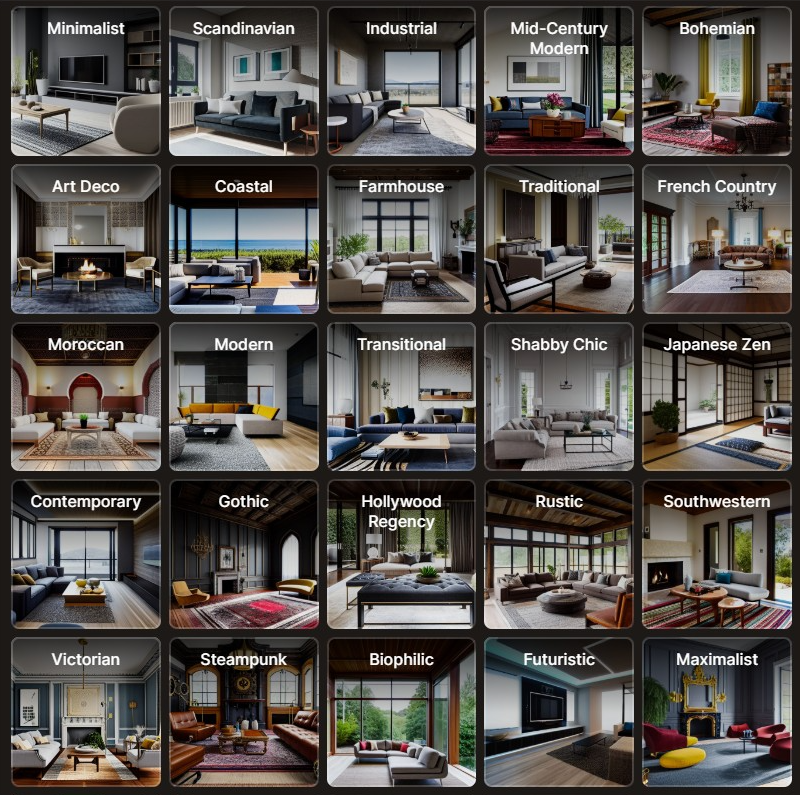 Minimalist
Scandinavian
Industrial
Mid-Century
Modern
Bohemian
Art Deco
Coastal
Farmhouse
Traditional
French Country
Moroccan
Modern
Transitional
Shabby Chic
Japanese Zen
Contemporary
Gothic
Hollywood
Regency
Rustic
Southwestern
Victorian
Steampunk
Biophilic
Futuristic
Maximalist